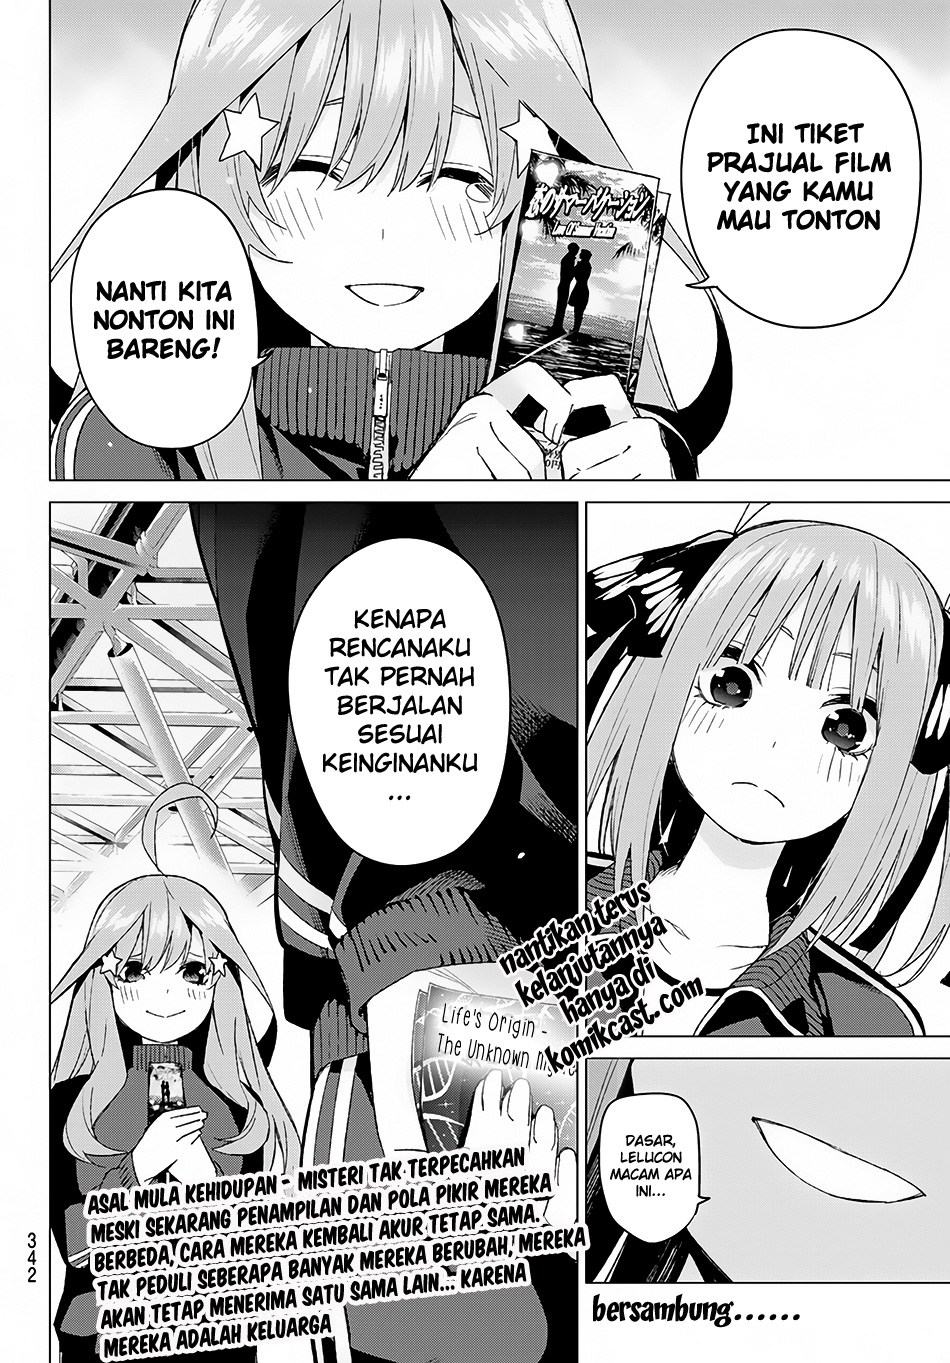 INI TIKET
PRAJUAL FILM
YANG KAMU
MAU TONTON
NANTI KITA
NONTON INI
BARENG!
KENAPA
RENCANAKU
TAK PERNAH
BERJALAN
SESUAI
KEINGINANKU
...
nantikan terus
kelanjutannya
hanya di
komikcast.com
Life's Origin -
The Unknown
DASAR,
LELUCON
MACAM APA
INI...
ASAL MULA KEHIDUPAN - MISTERI TAK TERPECAHKAN
MESKI SEKARANG PENAMPILAN DAN POLA PIKIR MEREKA
BERBEDA, CARA MEREKA KEMBALI AKUR TETAP SAMA.
TAK PEDULI SEBERAPA BANYAK MEREKA BERUBAH, MEREKA
AKAN TETAP MENERIMA SATU SAMA LAIN... KARENA
MEREKA ADALAH KELUARGA
bersambung......
342